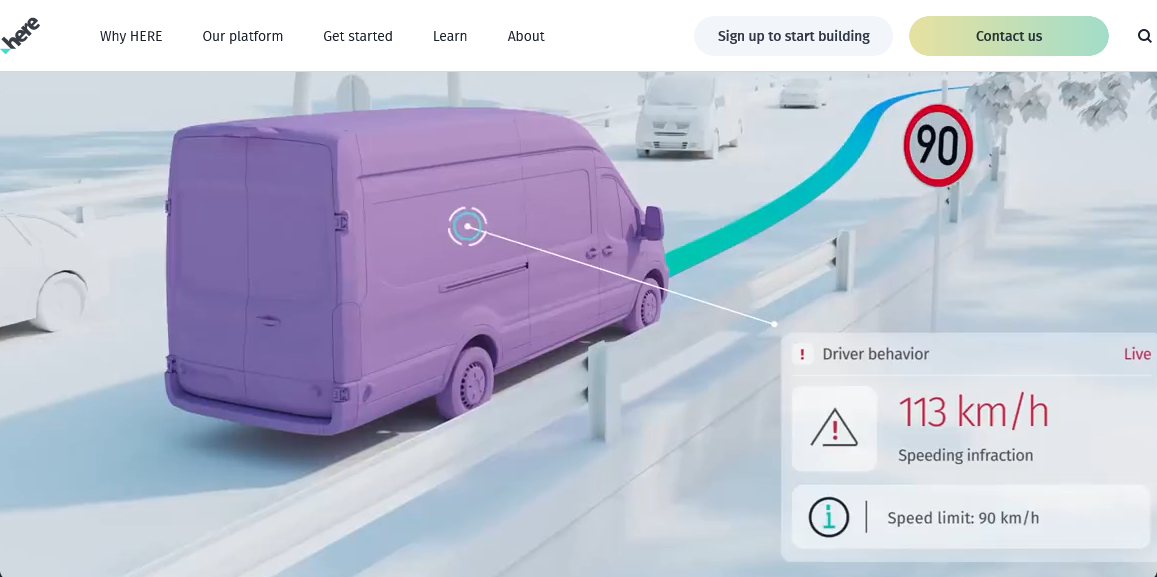 here
Why HERE
Our platform
Get started
Learn
About
Sign up to start building
Contact us
90
! Driver behavior
Live
!
113 km/h
Speeding infraction
i
Speed limit: 90 km/h